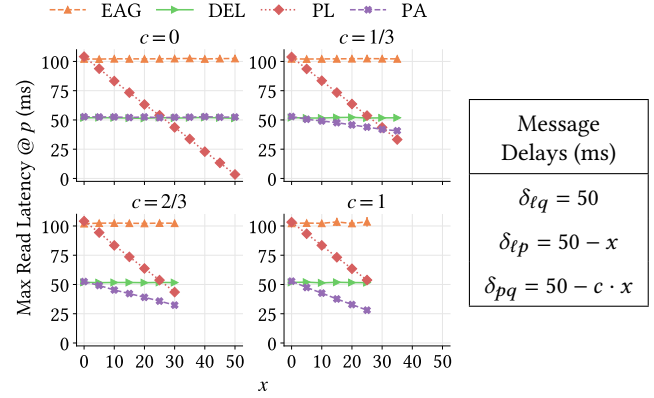 EAG DEL PL PA
c = 0
c = 1/3
100
75
50
25
0
100
75
50
25
0
c = 2/3
c = 1
100
75
50
25
0
100
75
50
25
0
0 10 20 30 40 50
0 10 20 30 40 50
x
Max Read Latency @ p (ms)
Message
Delays (ms)
δℓq = 50
δℓp = 50 − x
δpq = 50 − c · x